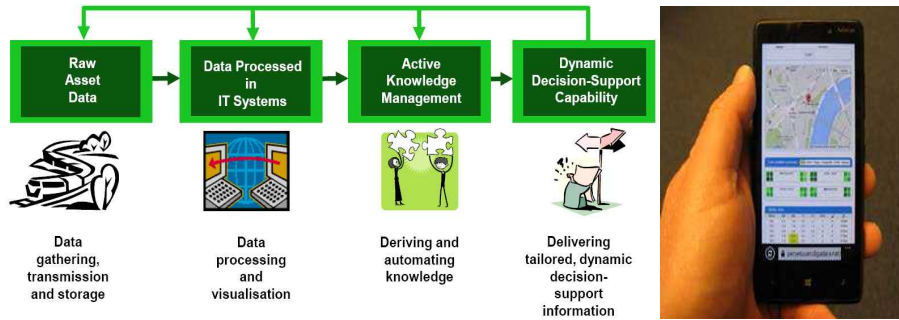 Raw
Asset
Data
Data Processed
in
IT Systems
Active
Knowledge
Management
Dynamic
Decision-Support
Capability
Data
gathering,
transmission
and storage
Data
processing
and
visualisation
Deriving and
automating
knowledge
Delivering
tailored, dynamic
decision-
support
information